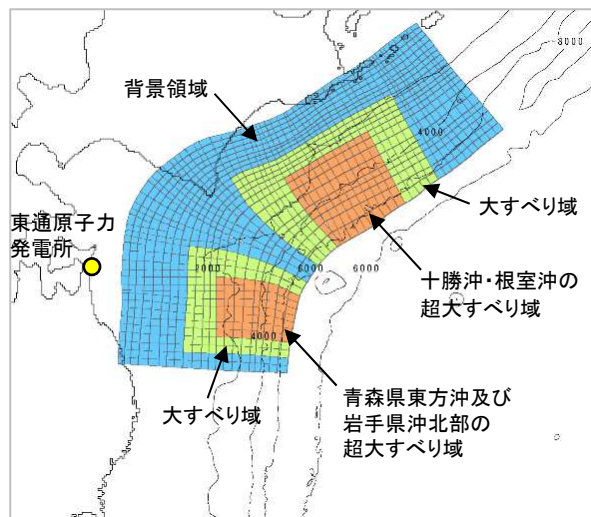 8000
背景領域
4000
大すべり域
東通原子力
発電所
2000
6000
6000
十勝沖・根室沖の
超大すべり域
4000
大すべり域
青森県東方沖及び
岩手県沖北部の
超大すべり域